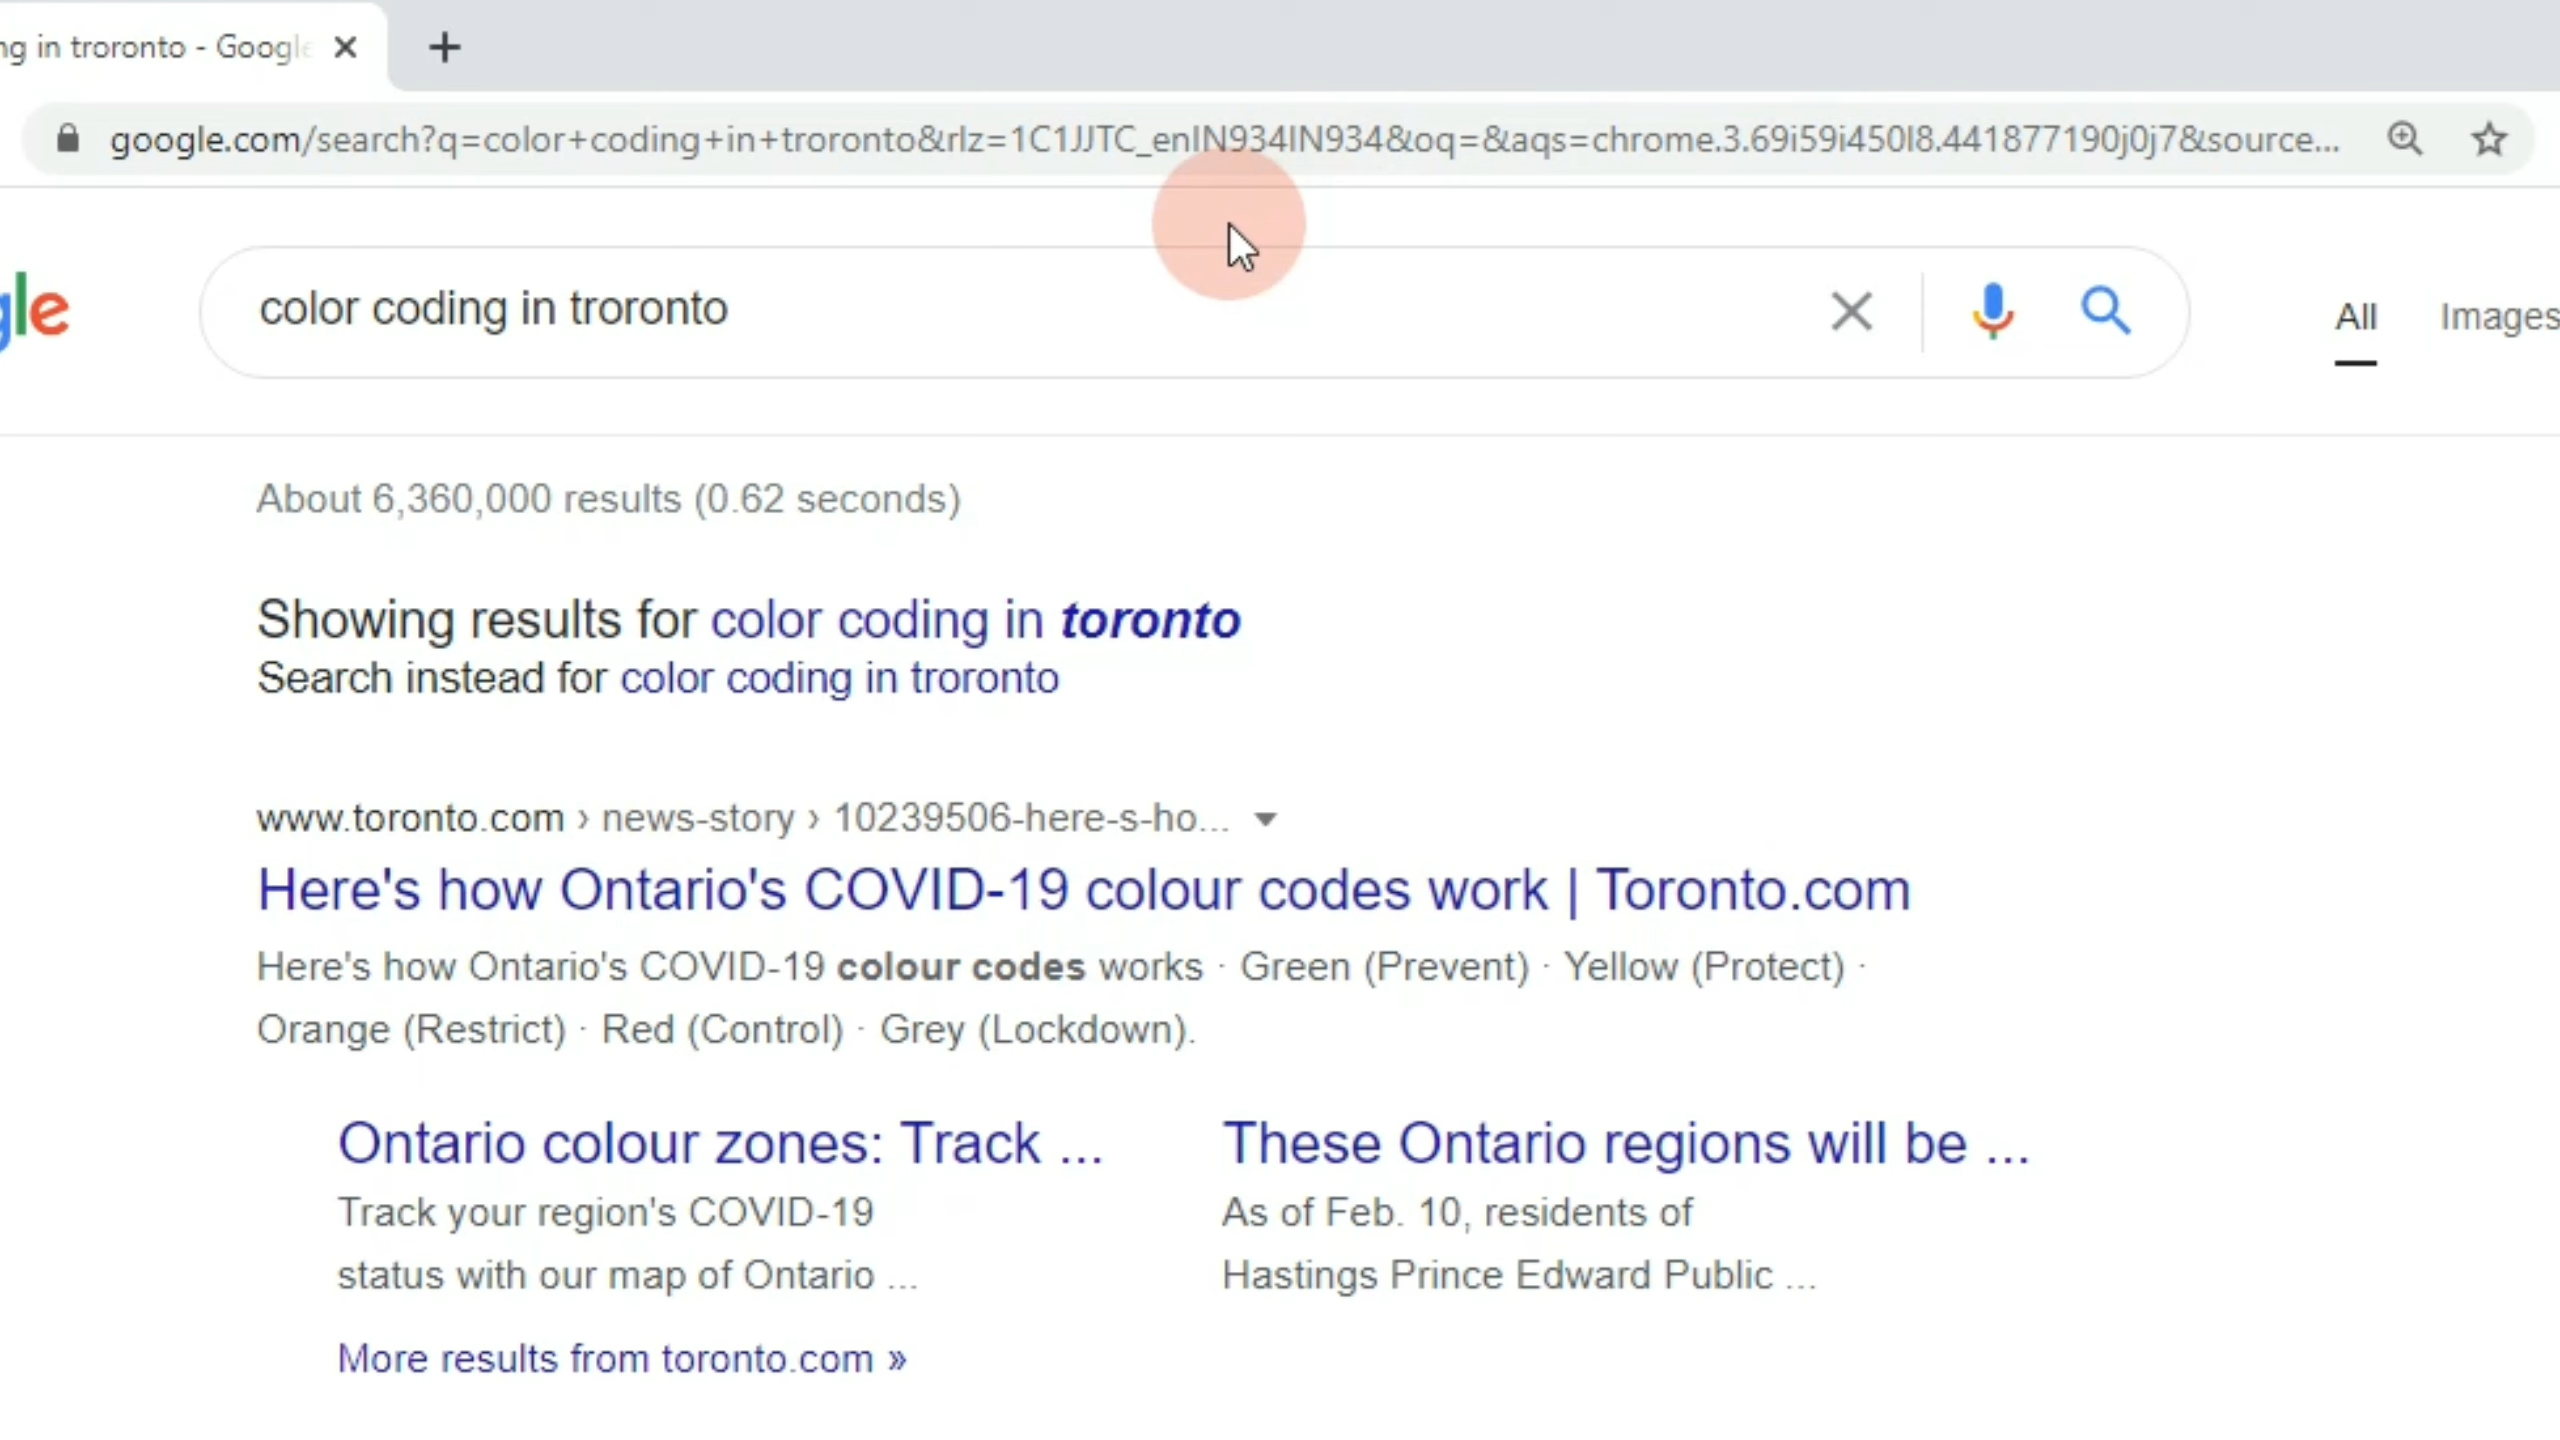 ng in troronto - Google
google.com/search?q=color+coding+in+troronto&rlz=1C1JJTC_enIN934IN934&oq=&aqs=chrome.3.69i59i450l8.441877190j0j7&source...
gle
color coding in troronto
All Images
About 6,360,000 results (0.62 seconds)
Showing results for color coding in toronto
Search instead for color coding in troronto
www.toronto.com › news-story › 10239506-here-s-ho...
Here's how Ontario's COVID-19 colour codes work | Toronto.com
Here's how Ontario's COVID-19 colour codes works · Green (Prevent) · Yellow (Protect) ·
Orange (Restrict) · Red (Control) · Grey (Lockdown).
Ontario colour zones: Track ...
Track your region's COVID-19
status with our map of Ontario ...
These Ontario regions will be ...
As of Feb. 10, residents of
Hastings Prince Edward Public ...
More results from toronto.com »